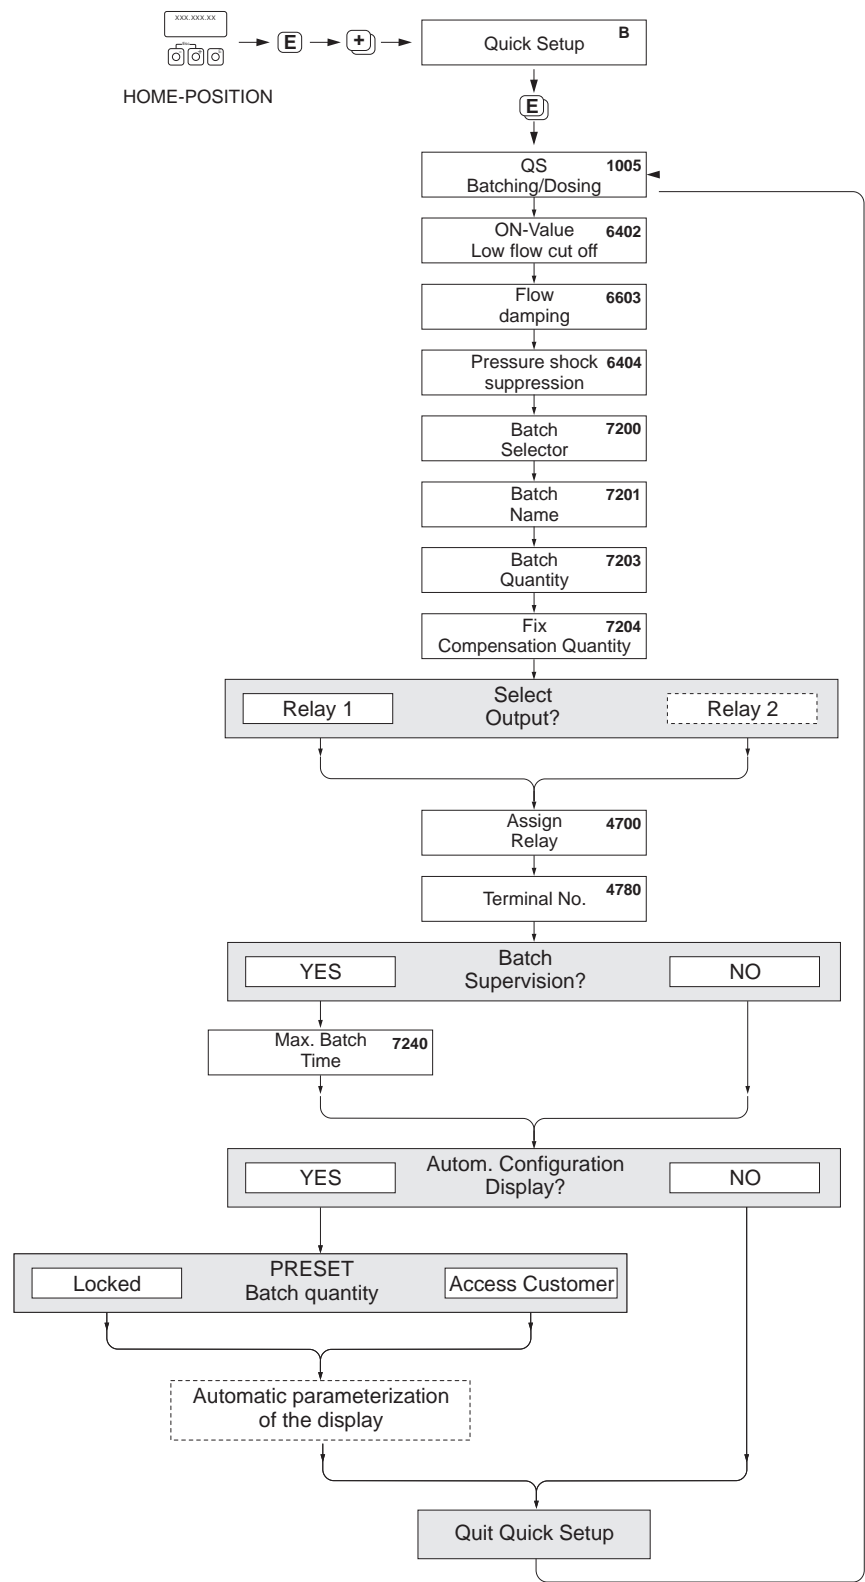 xxx.xxx.xx
Esc
E
+
Quick Setup
B
HOME-POSITION
E
QS
1005
Batching/Dosing
ON-Value
6402
Low flow cut off
Flow
6603
damping
Pressure shock
6404
suppression
Batch
7200
Selector
Batch
7201
Name
Batch
7203
Quantity
Fix
7204
Compensation Quantity
Relay 1
Select
Output?
Relay 2
Assign
4700
Relay
Terminal No.
4780
YES
Batch
Supervision?
NO
Max. Batch
7240
Time
YES
Autom. Configuration
Display?
NO
Locked
PRESET
Batch quantity
Access Customer
Automatic parameterization
of the display
Quit Quick Setup